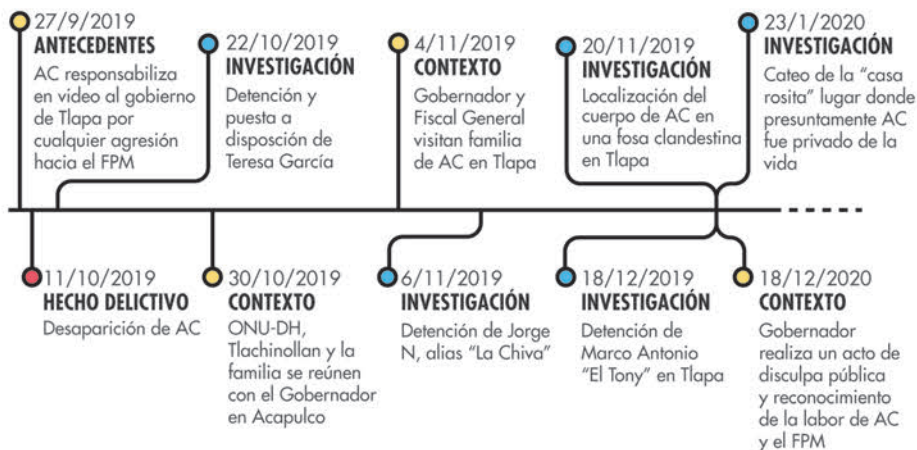 27/9/2019
ANTECEDENTES
AC responsabiliza
en video al gobierno
de Tlapa por
cualquier agresión
hacia el FPM
22/10/2019
INVESTIGACIÓN
Detención y
puesta a
disposición de
Teresa García
4/11/2019
CONTEXTO
Gobernador y
Fiscal General
visitan familia
de AC en Tlapa
20/11/2019
INVESTIGACIÓN
Localización del
cuerpo de AC en
una fosa clandestina
en Tlapa
23/1/2020
INVESTIGACIÓN
Cateo de la “casa
rosita” lugar donde
presuntamente AC
fue privado de la
vida
11/10/2019
HECHO DELICTIVO
Desaparición de AC
30/10/2019
CONTEXTO
ONU-DH,
Tlachinollan y la
familia se reúnen
con el Gobernador
en Acapulco
6/11/2019
INVESTIGACIÓN
Detención de Jorge
N, alias “La Chiva”
18/12/2019
INVESTIGACIÓN
Detención de
Marco Antonio
“El Tony” en Tlapa
18/12/2020
CONTEXTO
Gobernador
realiza un acto de
disculpa pública
y reconocimiento
de la labor de AC
y el FPM